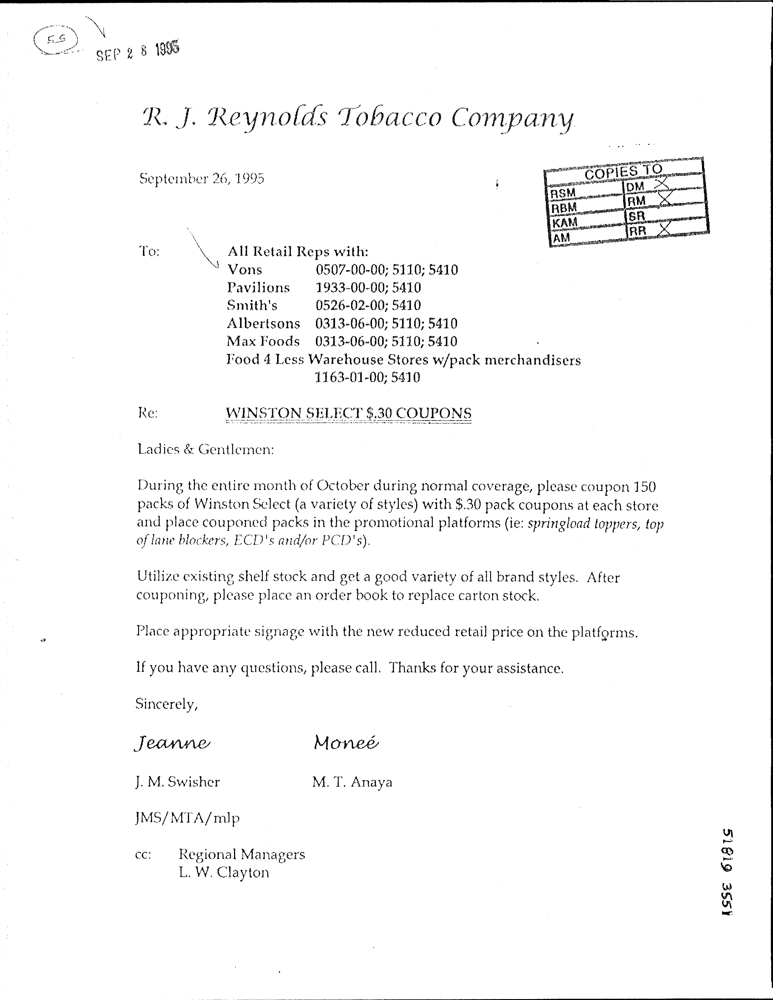 SS
SEP 28 1995
R. J. Reynolds Tobacco Company
September 26, 1995
COPIES TO
RSM DM X
RBM RM X
KAM SR
AM RR X
To: All Retail Reps with:
Vons 0507-00-00; 5110; 5410
Pavilions 1933-00-00; 5410
Smith's 0526-02-00; 5410
Albertsons 0313-06-00; 5110; 5410
Max Foods 0313-06-00; 5110; 5410
Food 4 Less Warehouse Stores w/pack merchandisers
1163-01-00; 5410
Re: WINSTON SELECT $.30 COUPONS
Ladies & Gentlemen:
During the entire month of October during normal coverage, please coupon 150
packs of Winston Select (a variety of styles) with $.30 pack coupons at each store
and place couponed packs in the promotional platforms (ie: springload toppers, top
of lane blockers, ECD's and/or PCD's).
Utilize existing shelf stock and get a good variety of all brand styles. After
couponing, please place an order book to replace carton stock.
Place appropriate signage with the new reduced retail price on the platforms.
If you have any questions, please call. Thanks for your assistance.
Sincerely,
Jeanne Moneé
J. M. Swisher M. T. Anaya
JMS/MTA/mlp
cc: Regional Managers
L. W. Clayton
51819 3551